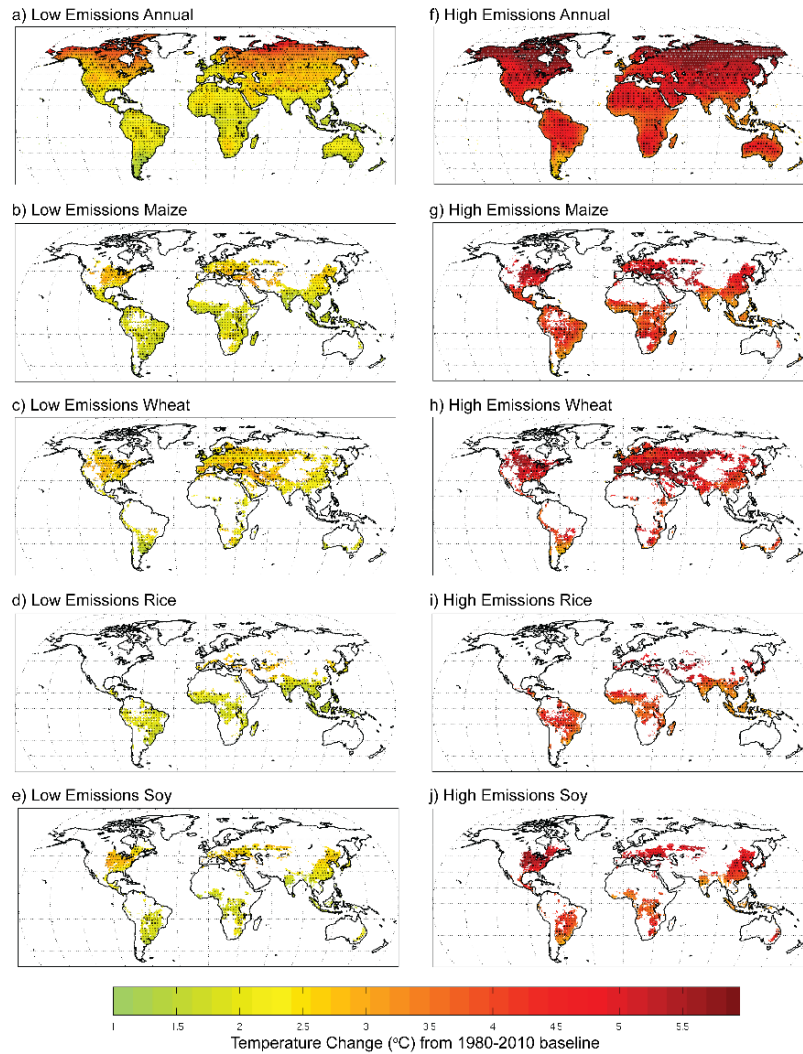 a) Low Emissions Annual
f) High Emissions Annual
b) Low Emissions Maize
g) High Emissions Maize
c) Low Emissions Wheat
h) High Emissions Wheat
d) Low Emissions Rice
i) High Emissions Rice
e) Low Emissions Soy
j) High Emissions Soy
1 1.5 2 2.5 3 3.5 4 4.5 5 5.5
Temperature Change (°C) from 1980-2010 baseline